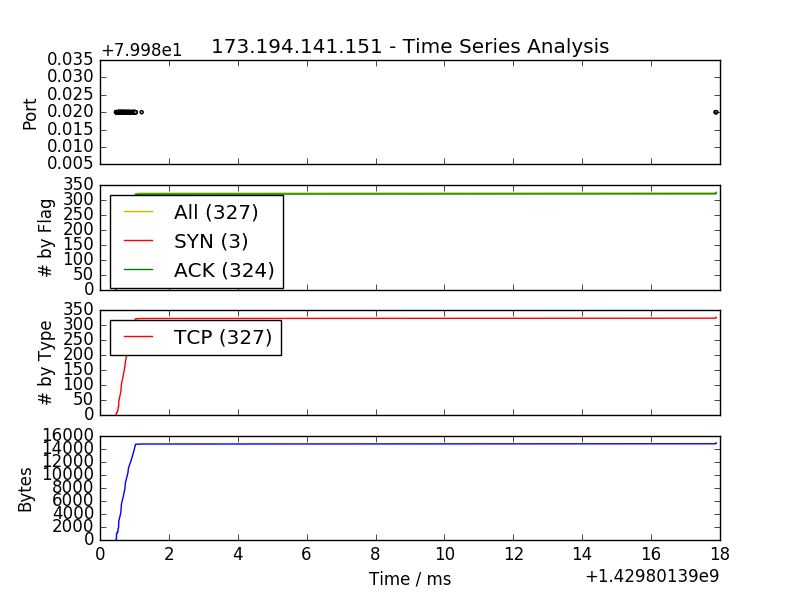 +7.998e1
173.194.141.151 - Time Series Analysis
0.035
0.030
0.025
0.020
0.015
0.010
0.005
Port
350
300
250
200
150
100
50
0
# by Flag
All (327)
SYN (3)
ACK (324)
350
300
250
200
150
100
50
0
# by Type
TCP (327)
16000
14000
12000
10000
8000
6000
4000
2000
0
Bytes
0 2 4 6 8 10 12 14 16 18
Time / ms
+1.42980139e9